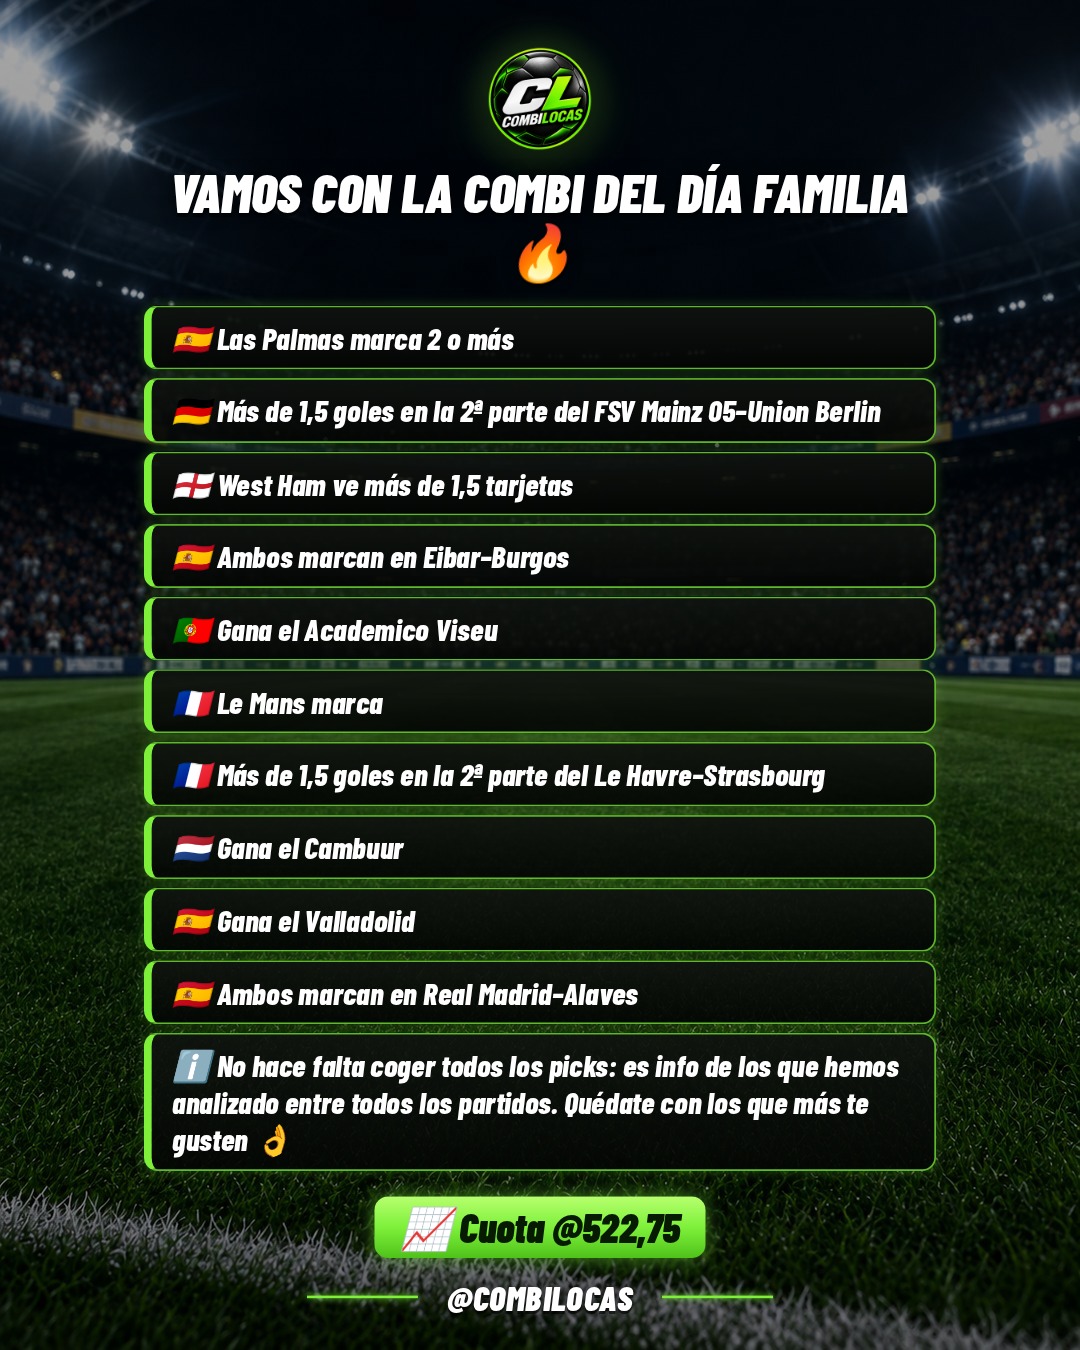 CL
COMBILOCAS
VAMOS CON LA COMBI DEL DÍA FAMILIA
🔥
🇪🇸 Las Palmas marca 2 o más
🇩🇪 Más de 1,5 goles en la 2ª parte del FSV Mainz 05-Union Berlin
🏴󠁧󠁢󠁥󠁮󠁧󠁿 West Ham ve más de 1,5 tarjetas
🇪🇸 Ambos marcan en Eibar-Burgos
🇵🇹 Gana el Academico Viseu
🇫🇷 Le Mans marca
🇫🇷 Más de 1,5 goles en la 2ª parte del Le Havre-Strasbourg
🇳🇱 Gana el Cambuur
🇪🇸 Gana el Valladolid
🇪🇸 Ambos marcan en Real Madrid-Alaves
ℹ️ No hace falta coger todos los picks: es info de los que hemos
analizado entre todos los partidos. Quédate con los que más te
gusten 👌
📈 Cuota @522,75
@COMBILOCAS